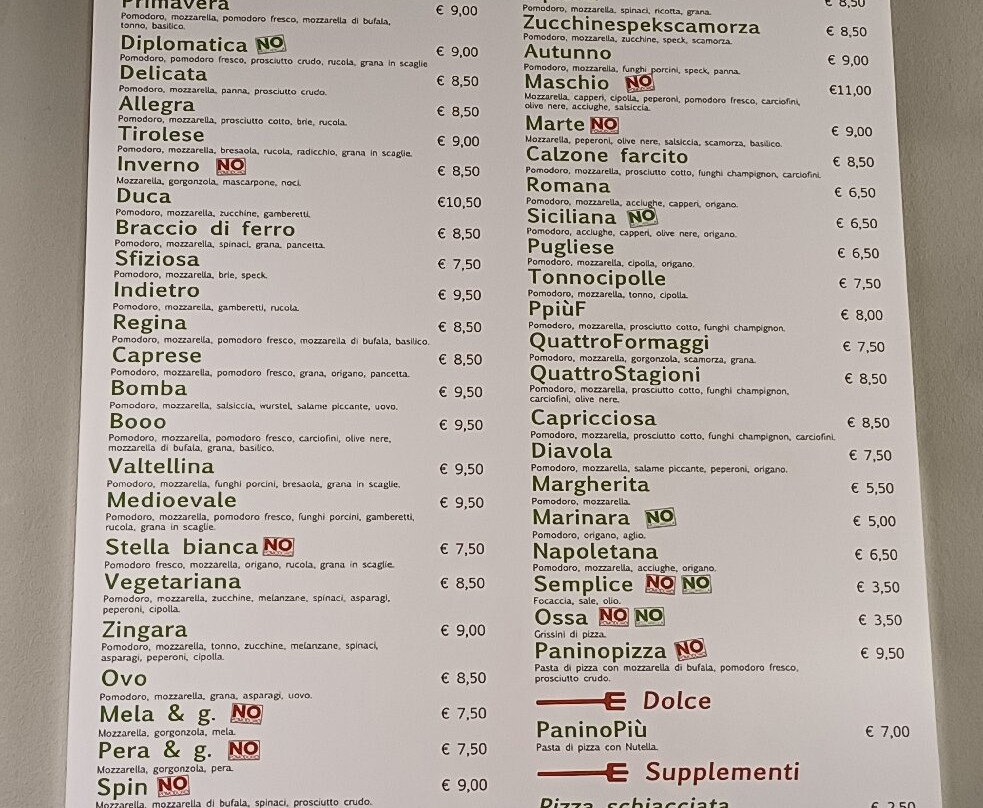 Primavera € 9,00
Pomodoro, mozzarella, pomodoro fresco, mozzarella di bufala,
tonno, basilico.
Diplomatica NO € 9,00
Pomodoro, pomodoro fresco, prosciutto crudo, rucola, grana in scaglie
Delicata € 8,50
Pomodoro, mozzarella, panna, prosciutto crudo.
Allegra € 8,50
Pomodoro, mozzarella, prosciutto cotto, brie, rucola.
Tirolese € 9,00
Pomodoro, mozzarella, bresaola, rucola, radicchio, grana in scaglie.
Inverno NO € 8,50
Mozzarella, gorgonzola, mascarpone, noci.
Duca €10,50
Pomodoro, mozzarella, zucchine, gamberetti.
Braccio di ferro € 8,50
Pomodoro, mozzarella, spinaci, grana, pancetta.
Sfiziosa € 7,50
Pomodoro, mozzarella, brie, speck.
Indietro € 9,50
Pomodoro, mozzarella, gamberetti, rucola.
Regina € 8,50
Pomodoro, mozzarella, pomodoro fresco, mozzarella di bufala, basilico.
Caprese € 8,50
Pomodoro, mozzarella, pomodoro fresco, grana, origano, pancetta.
Bomba € 9,50
Pomodoro, mozzarella, salsiccia, wurstel, salame piccante, uovo.
Booo € 9,50
Pomodoro, mozzarella, pomodoro fresco, carciofini, olive nere,
mozzarella di bufala, grana, basilico.
Valtellina € 9,50
Pomodoro, mozzarella, funghi porcini, bresaola, grana in scaglie.
Medioevale € 9,50
Pomodoro, mozzarella, pomodoro fresco, funghi porcini, gamberetti,
rucola, grana in scaglie.
Stella bianca NO € 7,50
Pomodoro fresco, mozzarella, origano, rucola, grana in scaglie.
Vegetariana € 8,50
Pomodoro, mozzarella, zucchine, melanzane, spinaci, asparagi,
peperoni, cipolla.
Zingara € 9,00
Pomodoro, mozzarella, tonno, zucchine, melanzane, spinaci,
asparagi, peperoni, cipolla.
Ovo € 8,50
Pomodoro, mozzarella, grana, asparagi, uovo.
Mela & g. NO € 7,50
Mozzarella, gorgonzola, mela.
Pera & g. NO € 7,50
Mozzarella, gorgonzola, pera.
Spin NO € 9,00
Mozzarella, mozzarella di bufala, spinaci, prosciutto crudo.
€ 8,50
Pomodoro, mozzarella, spinaci, ricotta, grana.
Zucchinespekscamorza € 8,50
Pomodoro, mozzarella, zucchine, speck, scamorza.
Autunno € 9,00
Pomodoro, mozzarella, funghi porcini, speck, panna.
Maschio NO €11,00
Mozzarella, capperi, cipolla, peperoni, pomodoro fresco, carciofini,
olive nere, acciughe, salsiccia.
Marte NO € 9,00
Mozzarella, peperoni, olive nere, salsiccia, scamorza, basilico.
Calzone farcito € 8,50
Pomodoro, mozzarella, prosciutto cotto, funghi champignon, carciofini.
Romana € 6,50
Pomodoro, mozzarella, acciughe, capperi, origano.
Siciliana NO € 6,50
Pomodoro, acciughe, capperi, olive nere, origano.
Pugliese € 6,50
Pomodoro, mozzarella, cipolla, origano.
Tonnocipolle € 7,50
Pomodoro, mozzarella, tonno, cipolla.
PpiùF € 8,00
Pomodoro, mozzarella, prosciutto cotto, funghi champignon.
QuattroFormaggi € 7,50
Pomodoro, mozzarella, gorgonzola, scamorza, grana.
QuattroStagioni € 8,50
Pomodoro, mozzarella, prosciutto cotto, funghi champignon,
carciofini, olive nere.
Capricciosa € 8,50
Pomodoro, mozzarella, prosciutto cotto, funghi champignon, carciofini.
Diavola € 7,50
Pomodoro, mozzarella, salame piccante, peperoni, origano.
Margherita € 5,50
Pomodoro, mozzarella.
Marinara NO € 5,00
Pomodoro, origano, aglio.
Napoletana € 6,50
Pomodoro, mozzarella, acciughe, origano.
Semplice NO NO € 3,50
Focaccia, sale, olio.
Ossa NO NO € 3,50
Grissini di pizza.
Paninopizza NO € 9,50
Pasta di pizza con mozzarella di bufala, pomodoro fresco,
prosciutto crudo.
Dolce
PaninoPiù € 7,00
Pasta di pizza con Nutella.
Supplementi
Pizza schiacciata € 2,50